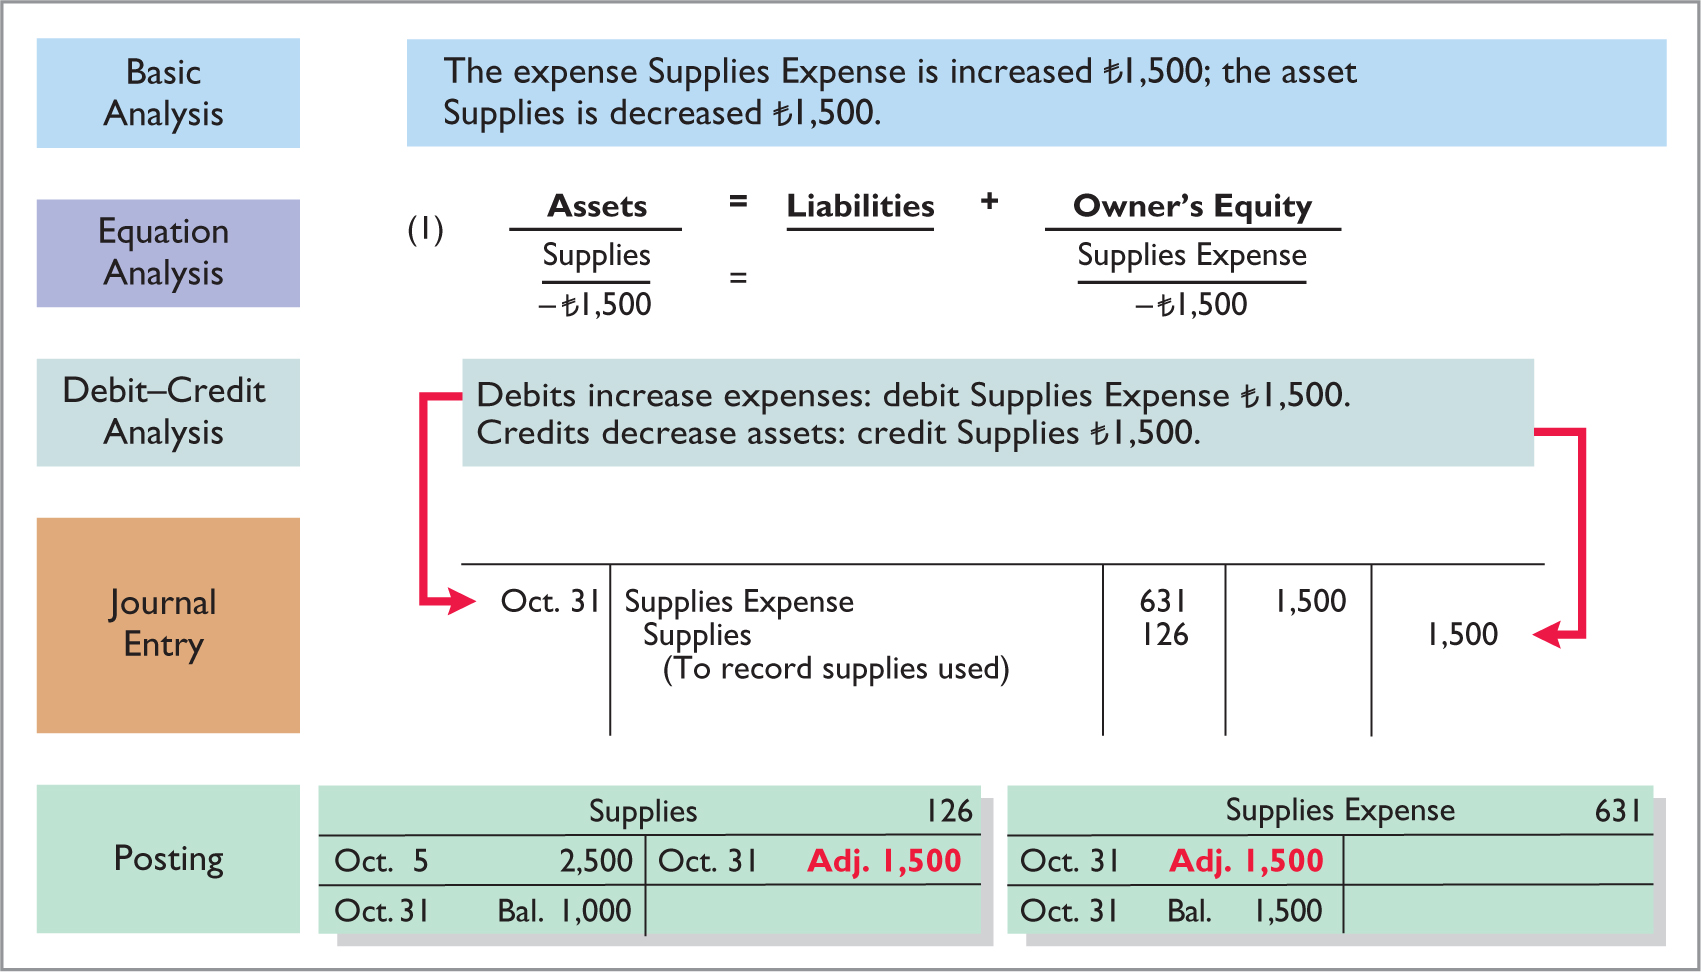 Basic
Analysis
The expense Supplies Expense is increased ₺1,500; the asset
Supplies is decreased ₺1,500.
Equation
Analysis
(1)
Assets = Liabilities + Owner’s Equity
Supplies = Supplies Expense
–₺1,500 –₺1,500
Debit–Credit
Analysis
Debits increase expenses: debit Supplies Expense ₺1,500.
Credits decrease assets: credit Supplies ₺1,500.
Journal
Entry
Oct. 31 Supplies Expense 631 1,500
Supplies 126 1,500
(To record supplies used)
Posting
Supplies 126
Oct. 5 2,500 Oct. 31 Adj. 1,500
Oct. 31 Bal. 1,000
Supplies Expense 631
Oct. 31 Adj. 1,500
Oct. 31 Bal. 1,500